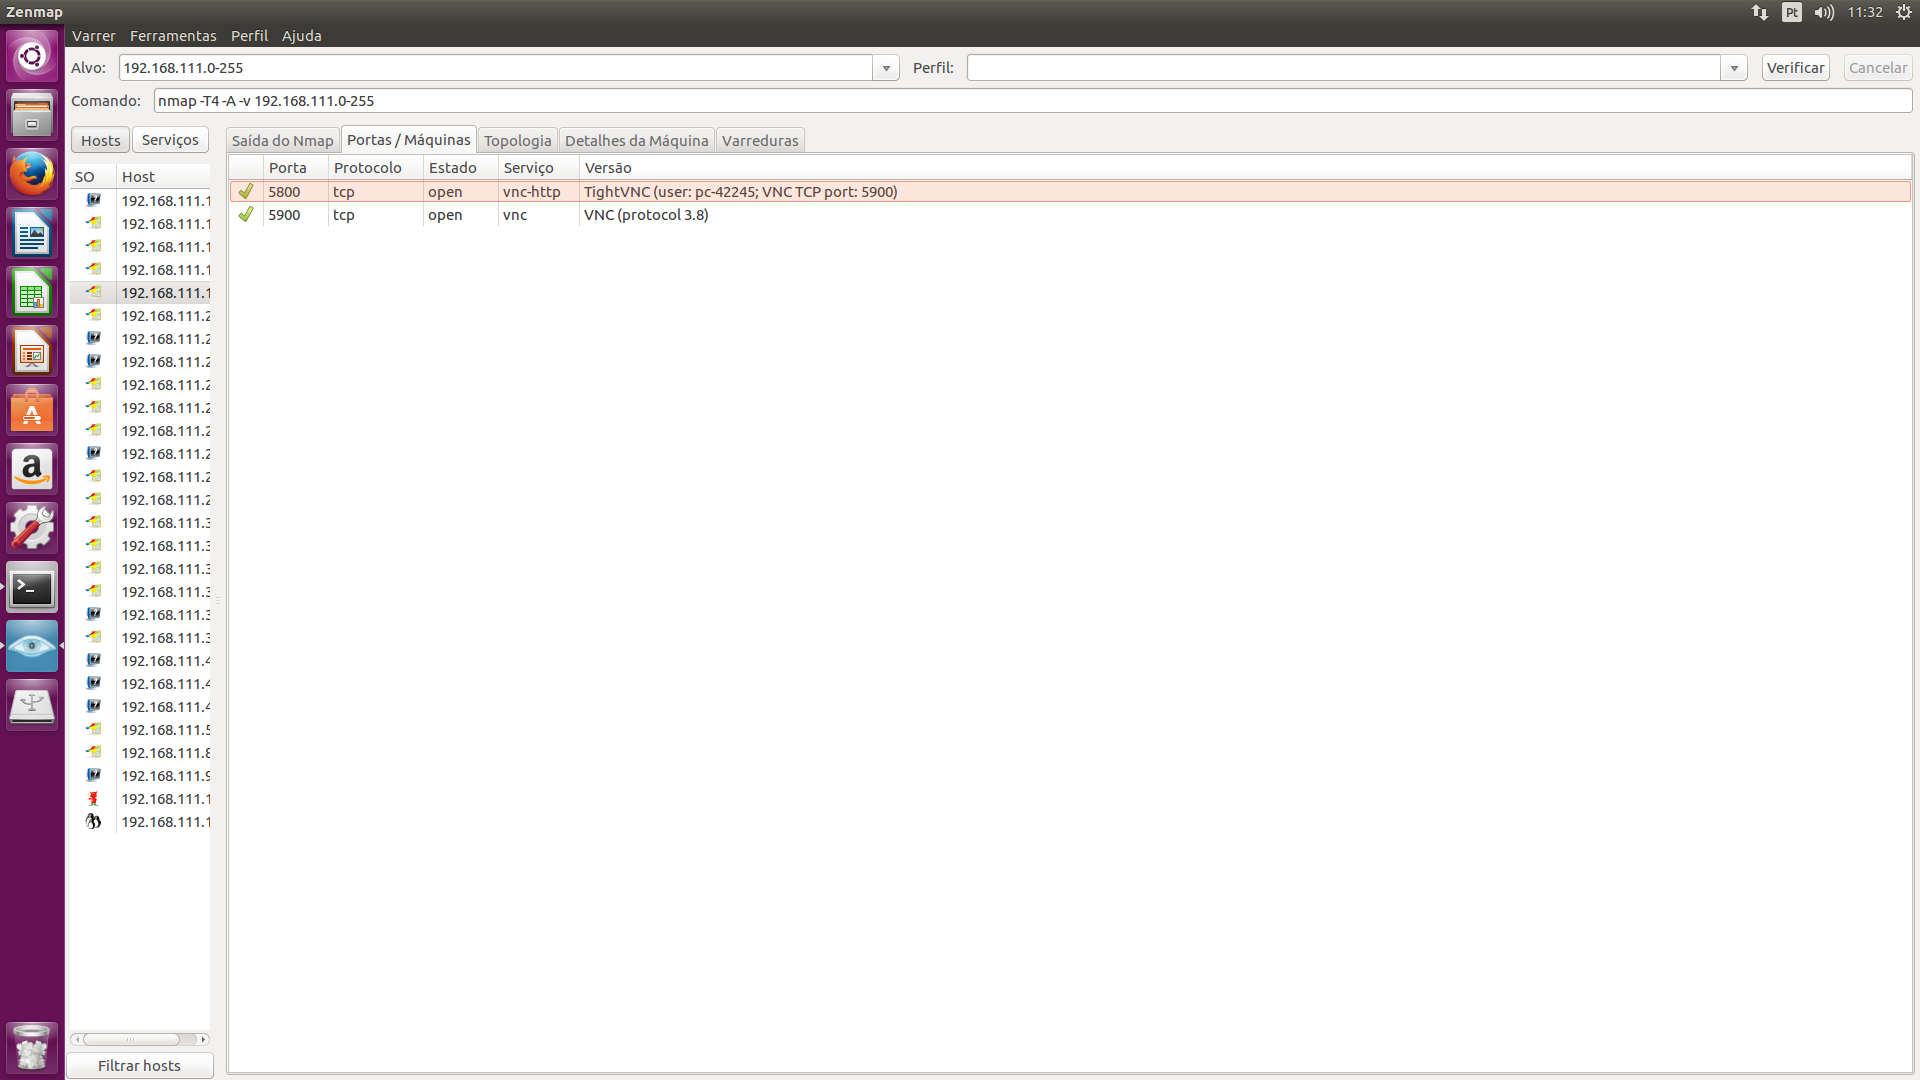 Zenmap
Pt
11:32
Varrer Ferramentas Perfil Ajuda
Alvo: 192.168.111.0-255 Perfil: Verificar Cancelar
Comando: nmap -T4 -A -v 192.168.111.0-255
Hosts Serviços Saída do Nmap Portas / Máquinas Topologia Detalhes da Máquina Varreduras
SO Host
Porta Protocolo Estado Serviço Versão
5800 tcp open vnc-http TightVNC (user: pc-42245; VNC TCP port: 5900)
5900 tcp open vnc VNC (protocol 3.8)
192.168.111.1
192.168.111.1
192.168.111.1
192.168.111.1
192.168.111.1
192.168.111.2
192.168.111.2
192.168.111.2
192.168.111.2
192.168.111.2
192.168.111.2
192.168.111.2
192.168.111.2
192.168.111.2
192.168.111.3
192.168.111.3
192.168.111.3
192.168.111.3
192.168.111.3
192.168.111.3
192.168.111.4
192.168.111.4
192.168.111.4
192.168.111.5
192.168.111.8
192.168.111.9
192.168.111.1
192.168.111.1
Filtrar hosts